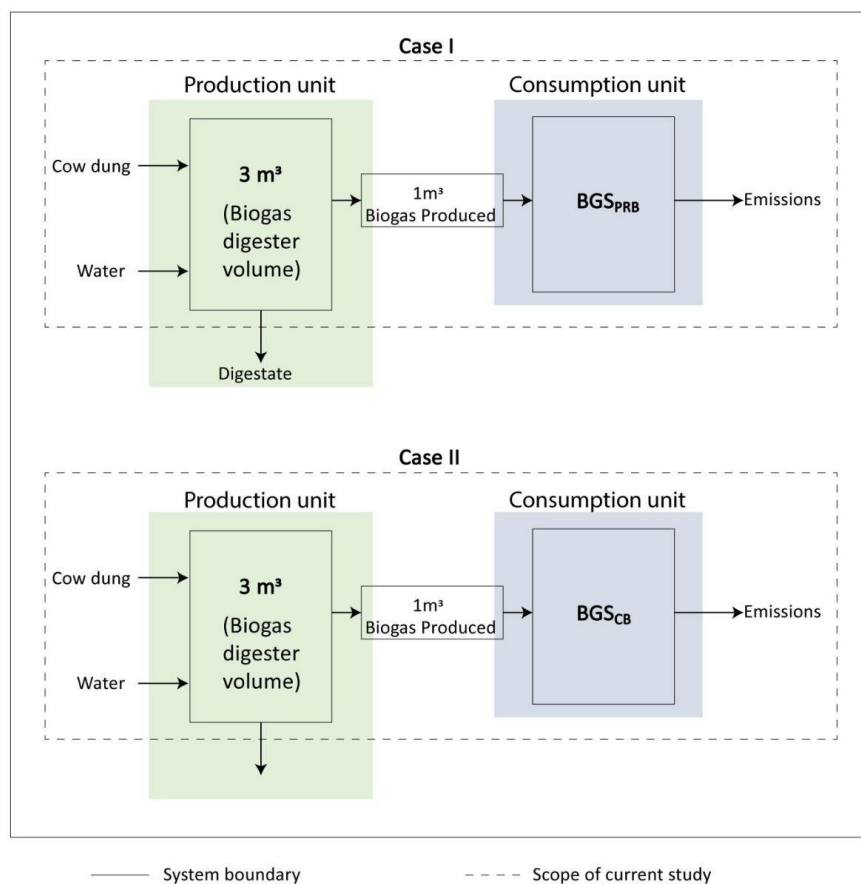 Case I
Production unit
Consumption unit
Cow dung
Water
3 m³
(Biogas
digester
volume)
1m³
Biogas Produced
BGSPRB
Emissions
Digestate
Case II
Production unit
Consumption unit
Cow dung
Water
3 m³
(Biogas
digester
volume)
1m³
Biogas Produced
BGSCB
Emissions
System boundary
Scope of current study